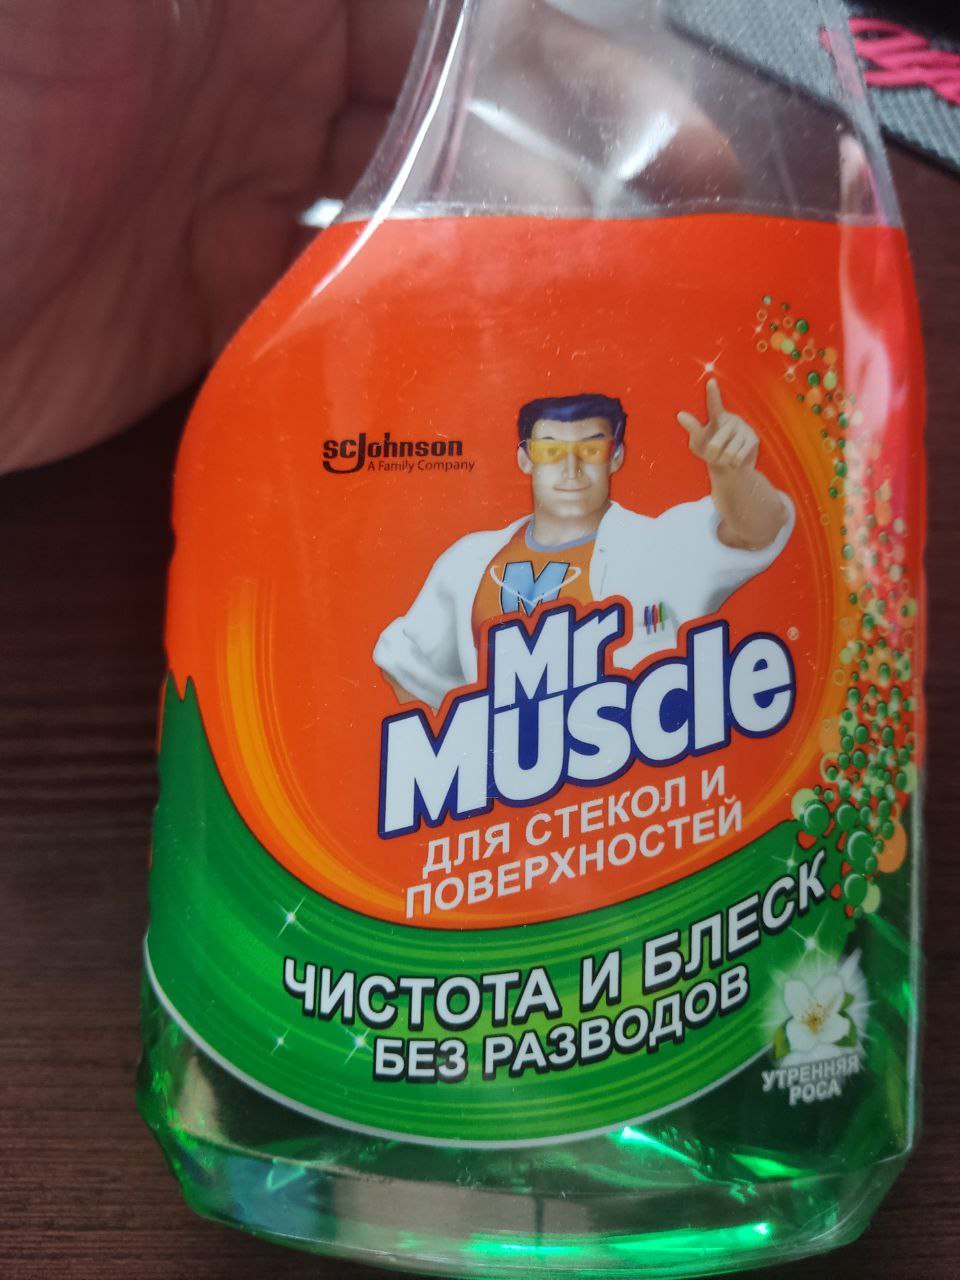 SCJohnson
A Family Company
M
Mr
Muscle®
ДЛЯ СТЕКОЛ И
ПОВЕРХНОСТЕЙ
ЧИСТОТА И БЛЕСК
БЕЗ РАЗВОДОВ
УТРЕННЯЯ
РОСА